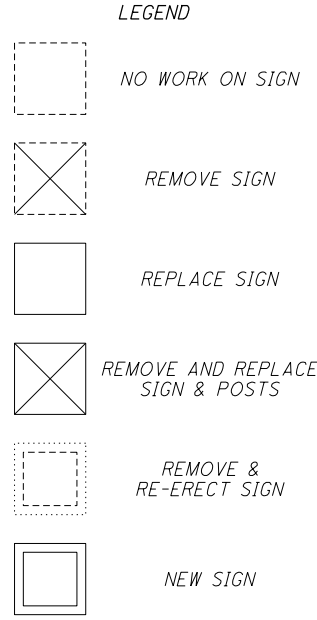 LEGEND
NO WORK ON SIGN
REMOVE SIGN
REPLACE SIGN
REMOVE AND REPLACE
SIGN & POSTS
REMOVE &
RE-ERECT SIGN
NEW SIGN